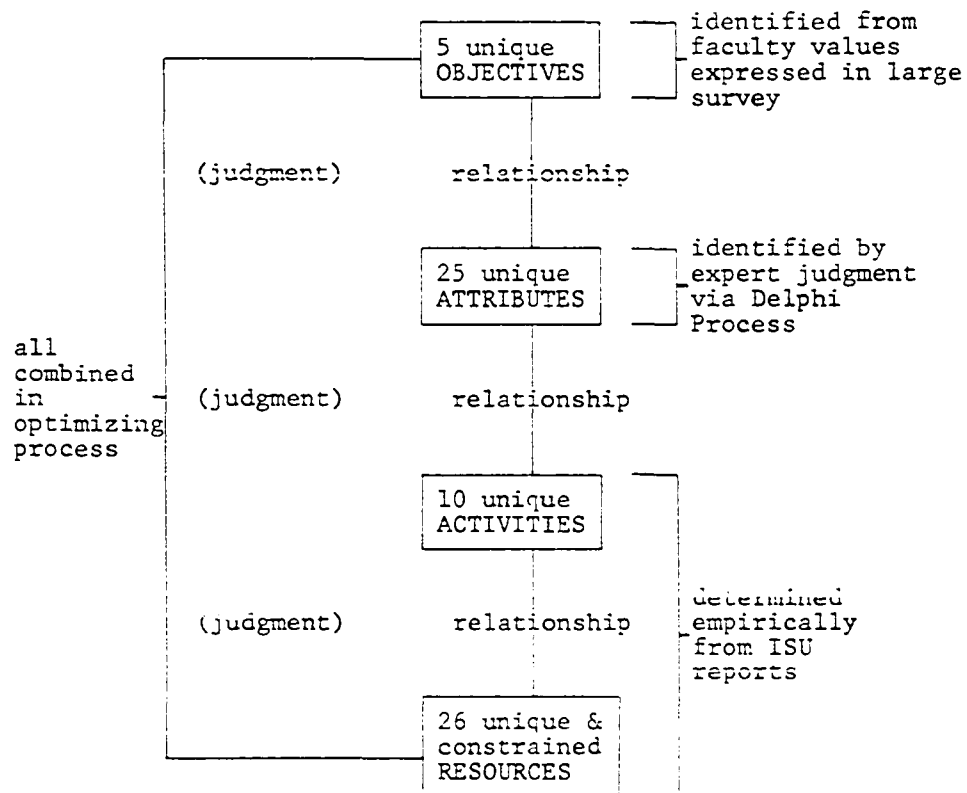 5 unique
OBJECTIVES
identified from
faculty values
expressed in large
survey
(judgment)
relationship
25 unique
ATTRIBUTES
identified by
expert judgment
via Delphi
Process
all
combined
in
optimizing
process
(judgment)
relationship
10 unique
ACTIVITIES
(judgment)
relationship
determined
empirically
from ISU
reports
26 unique &
constrained
RESOURCES